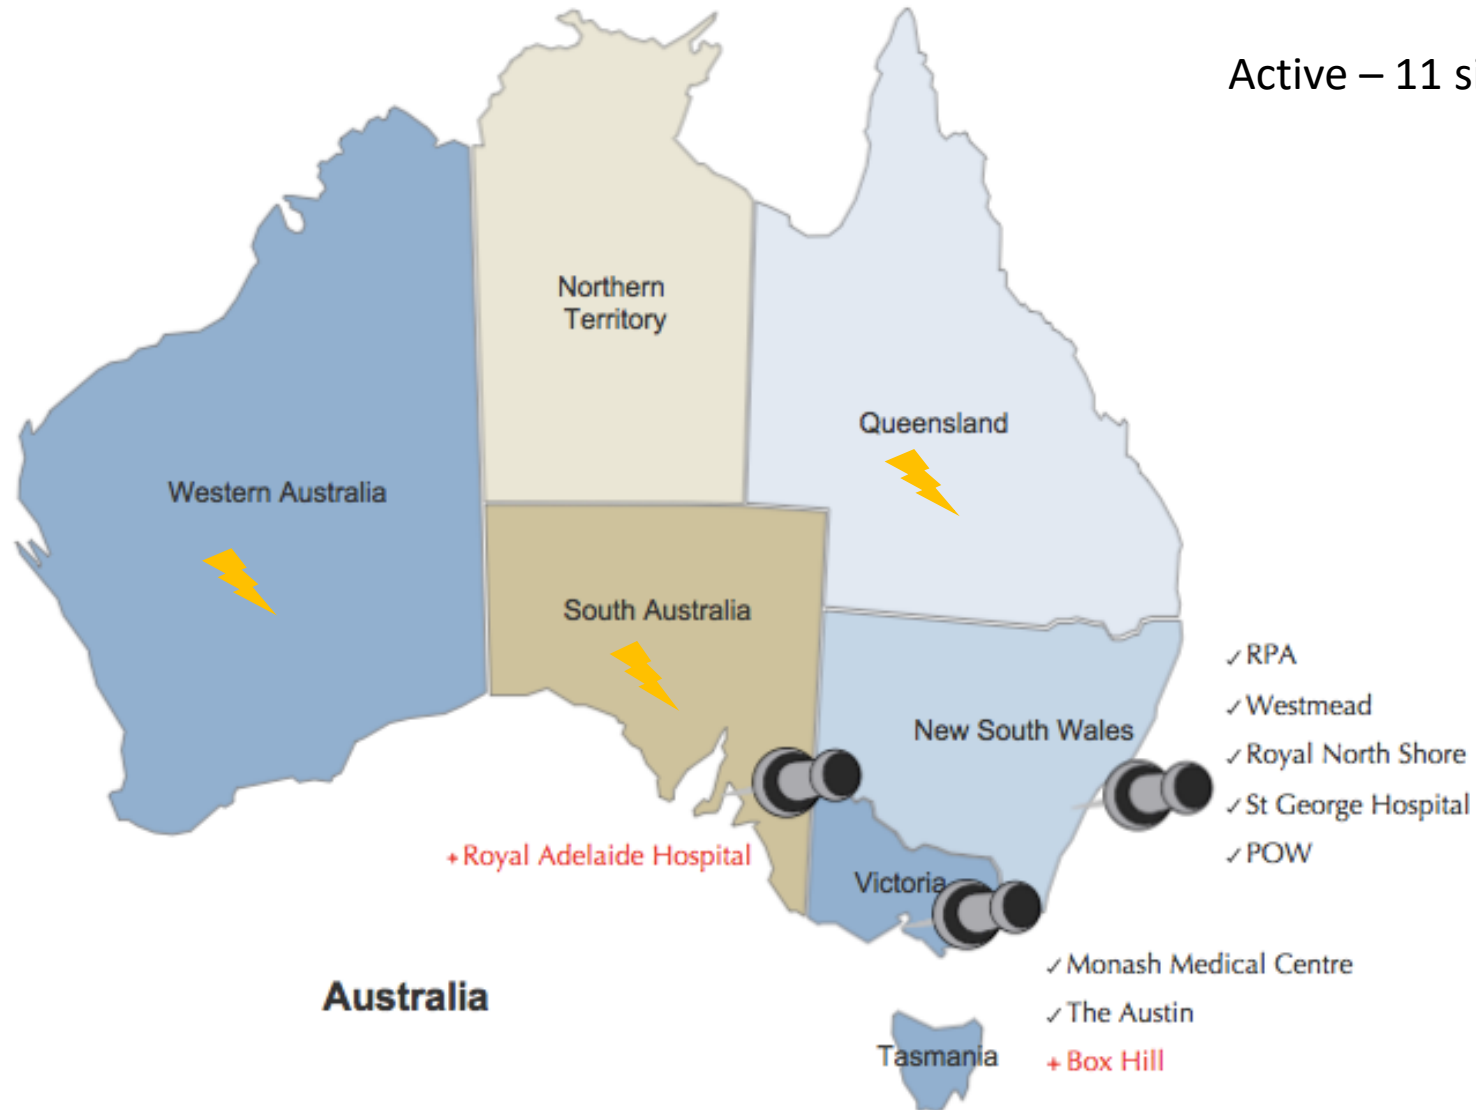 Active – 11 si
Northern
Territory
Queensland
Western Australia
South Australia
✓ RPA
✓ Westmead
New South Wales
✓ Royal North Shore
✓ St George Hospital
+ Royal Adelaide Hospital
✓ POW
Victoria
✓ Monash Medical Centre
Australia
✓ The Austin
Tasmania
+ Box Hill